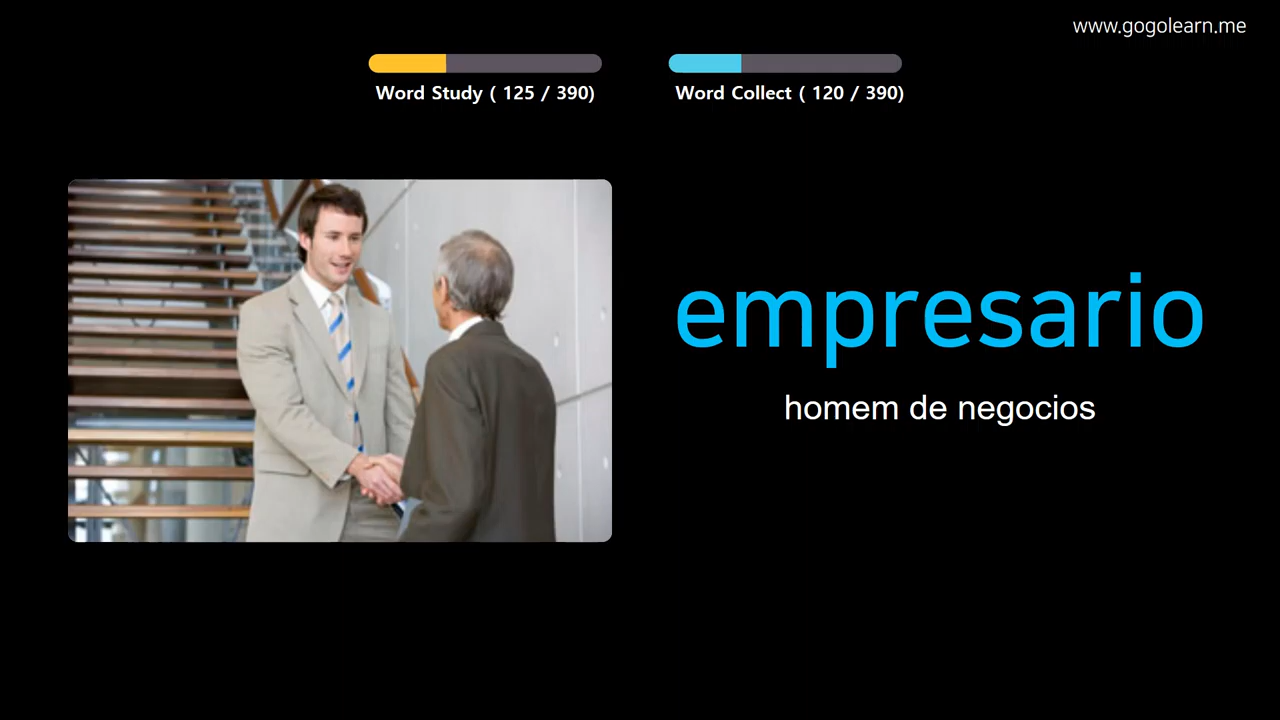 www.gogolearn.me
Word Study ( 125 / 390)
Word Collect ( 120 / 390)
empresario
homem de negocios